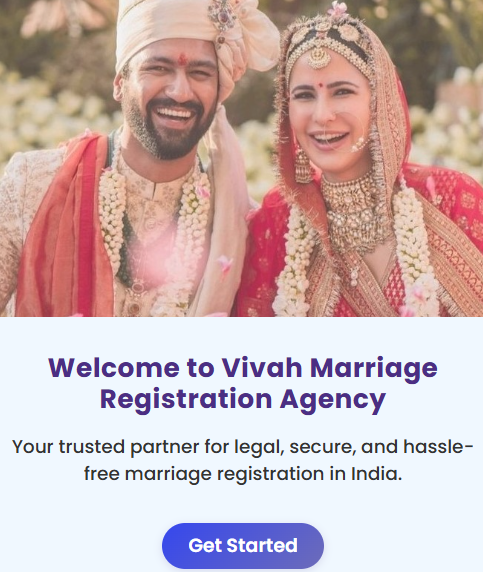 Welcome to Vivah Marriage
Registration Agency
Your trusted partner for legal, secure, and hassle-
free marriage registration in India.
Get Started